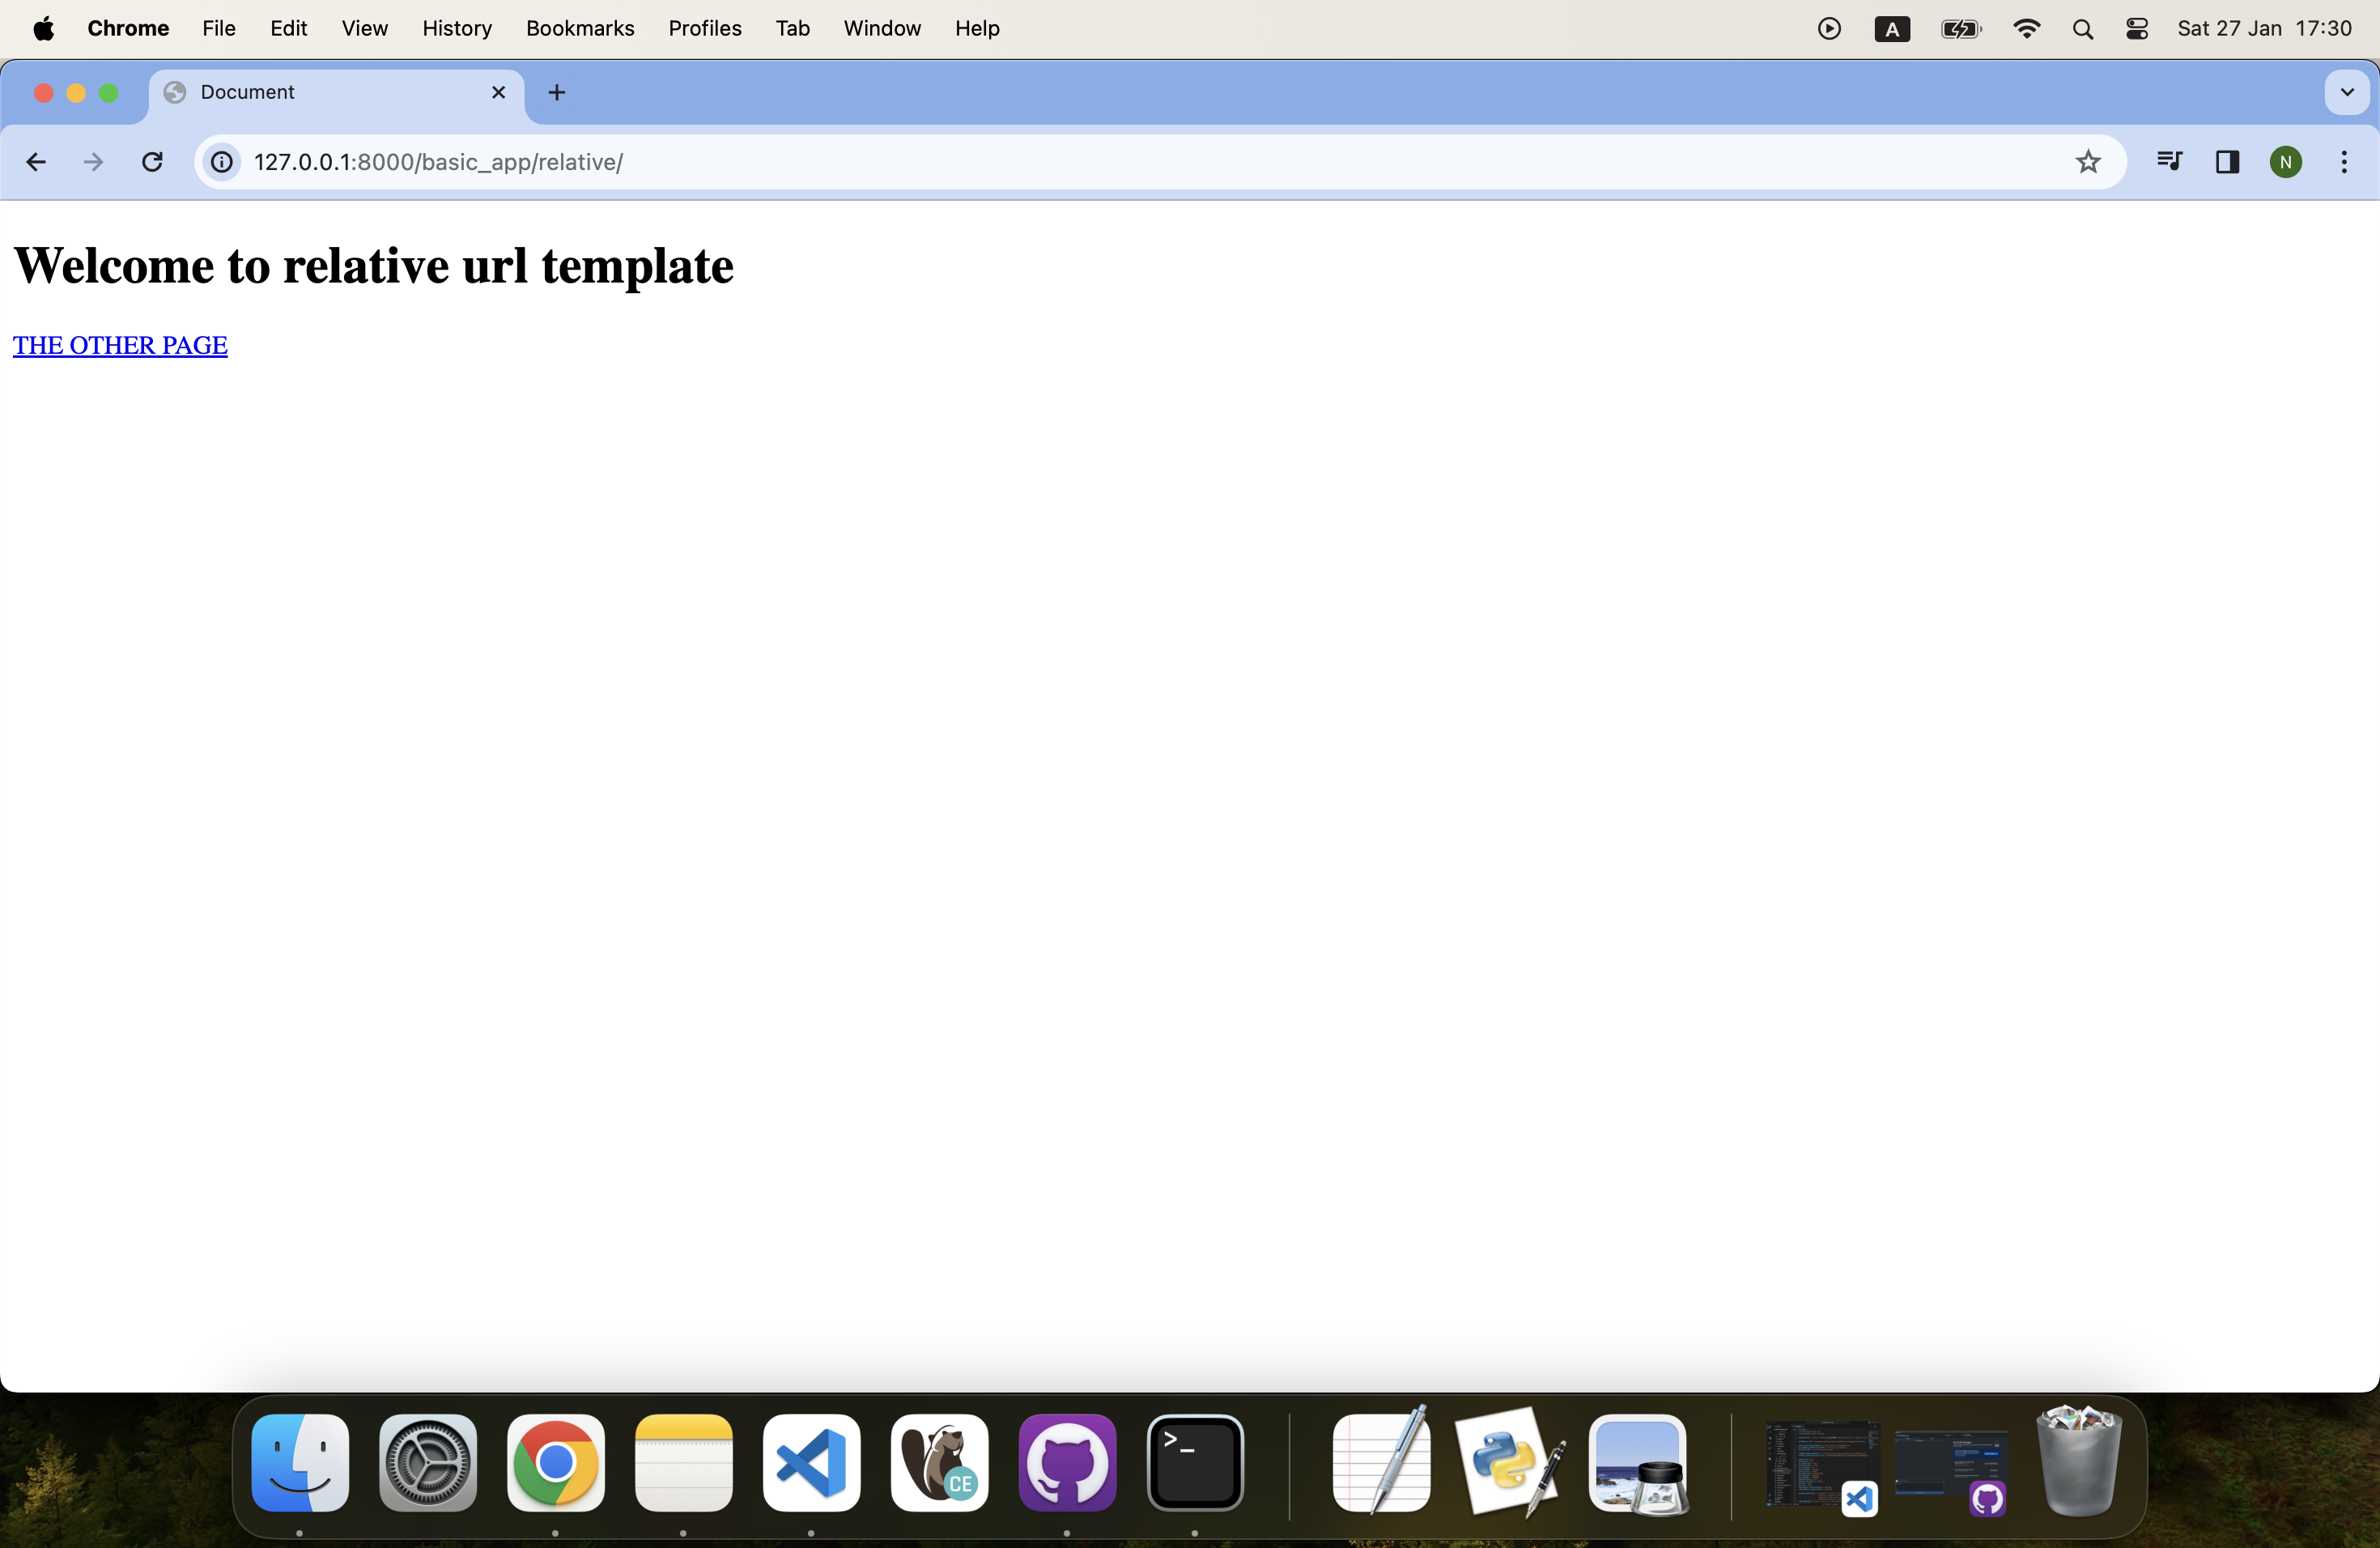 Chrome File Edit View History Bookmarks Profiles Tab Window Help A Sat 27 Jan 17:30
Document
127.0.0.1:8000/basic_app/relative/ N
Welcome to relative url template
THE OTHER PAGE
CE >_